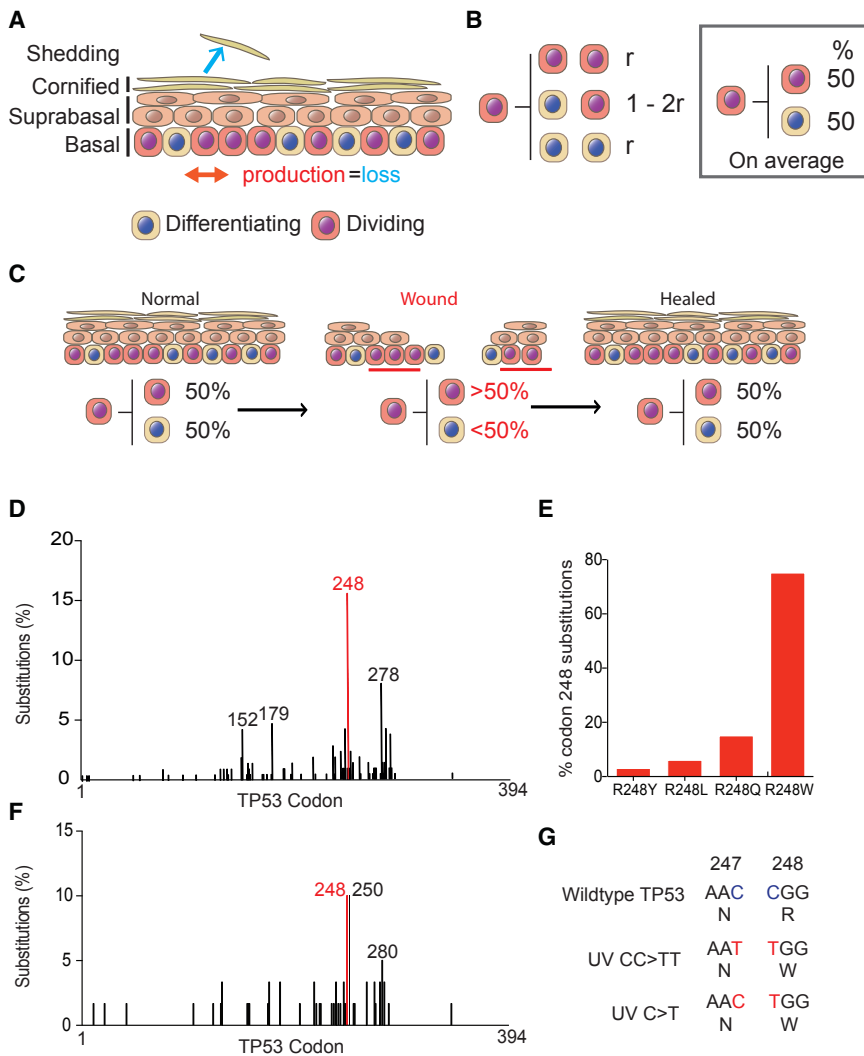 A
Shedding
Cornified
Suprabasal
Basal
production=loss
Differentiating
Dividing
B
r
1 - 2r
r
%
50
50
On average
C
Normal
Wound
Healed
50%
50%
>50%
<50%
50%
50%
D
Substitutions (%)
20
15
10
5
0
152
179
248
278
1
394
TP53 Codon
E
% codon 248 substitutions
80
60
40
20
0
R248Y R248L R248Q R248W
F
Substitutions (%)
15
10
5
0
248
250
280
1
394
TP53 Codon
G
247 248
Wildtype TP53 AAC CGG
N R
UV CC>TT AAT TGG
N W
UV C>T AAC TGG
N W